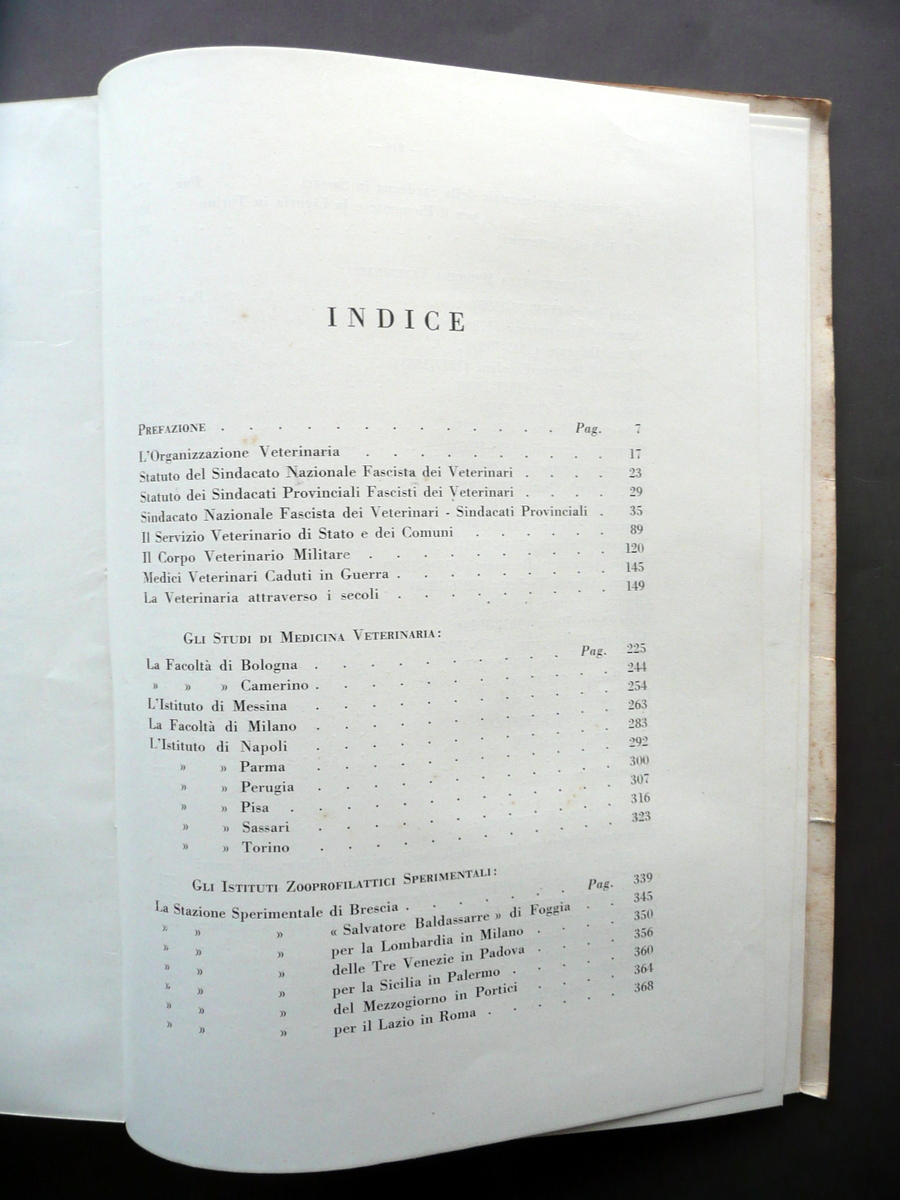 INDICE
PREFAZIONE . . . . . . . . . . . . Pag. 7
L'Organizzazione Veterinaria . . . . . . . . . 17
Statuto del Sindacato Nazionale Fascista dei Veterinari . . . . 23
Statuto dei Sindacati Provinciali Fascisti dei Veterinari . . . . 29
Sindacato Nazionale Fascista dei Veterinari - Sindacati Provinciali . 35
Il Servizio Veterinario di Stato e dei Comuni . . . . . . 89
Il Corpo Veterinario Militare . . . . . . . . . 120
Medici Veterinari Caduti in Guerra . . . . . . . . 145
La Veterinaria attraverso i secoli . . . . . . . . 149
GLI STUDI DI MEDICINA VETERINARIA:
La Facoltà di Bologna . . . . . . . . . Pag. 225
» » » Camerino . . . . . . . . . . 244
L'Istituto di Messina . . . . . . . . . . . 254
La Facoltà di Milano . . . . . . . . . . . 263
L'Istituto di Napoli . . . . . . . . . . . 283
» » Parma . . . . . . . . . . . 292
» » Perugia . . . . . . . . . . . 300
» » Pisa . . . . . . . . . . . . 307
» » Sassari . . . . . . . . . . . 316
» » Torino . . . . . . . . . . . 323
GLI ISTITUTI ZOOPROFILATTICI SPERIMENTALI:
La Stazione Sperimentale di Brescia . . . . . . Pag. 339
» » » « Salvatore Baldassarre » di Foggia . . 345
» » » per la Lombardia in Milano . . . 350
» » » delle Tre Venezie in Padova . . . 356
» » » per la Sicilia in Palermo . . . . 360
» » » del Mezzogiorno in Portici . . . . 364
» » » per il Lazio in Roma . . . . . 368